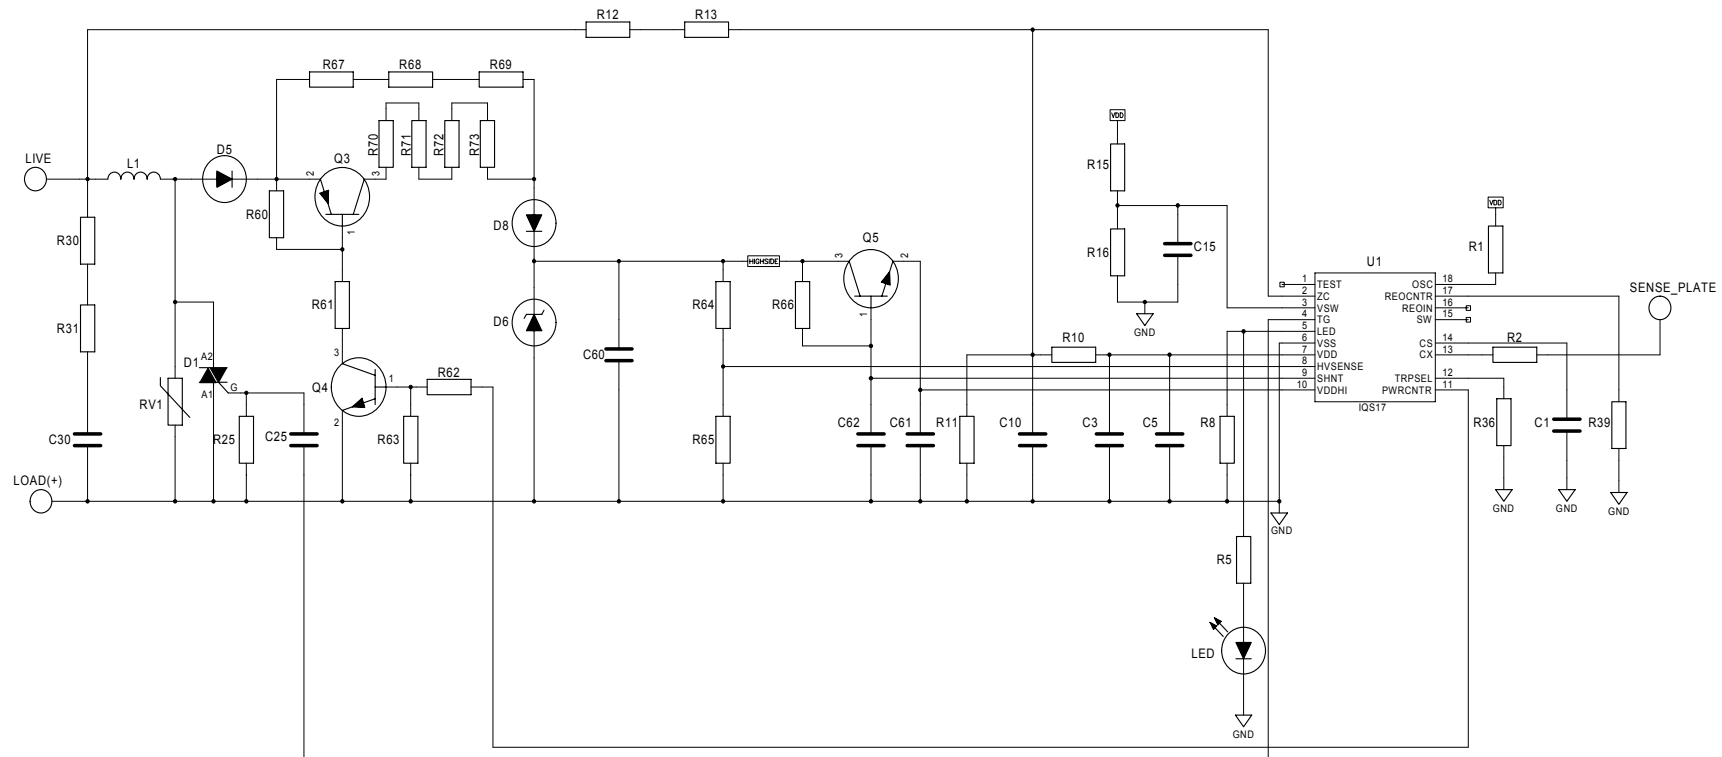 R12
R13
R67
R68
R69
R70
R71
R72
R73
VDD
LIVE
L1
D5
Q3
2
3
1
R60
R15
R16
C15
GND
VDD
R1
D8
Q5
3
2
1
HIGHSIDE
R30
R31
R61
R64
R66
D6
C60
U1
1 TEST OSC 18
2 ZC REOCNTR 17
3 VSW REOIN 16
4 TG SW 15
5 LED
6 VSS CS 14
7 VDD CX 13
8 HVSENSE
9 SHNT TRPSEL 12
10 VDDHI PWRCNTR 11
IQS17
SENSE_PLATE
R2
R10
D1
A2
G
A1
RV1
3
Q4
1
2
R62
C30
R25
C25
R63
R65
C62
C61
R11
C10
C3
C5
R8
R36
C1
R39
GND
GND
GND
LOAD(+)
GND
R5
LED
GND